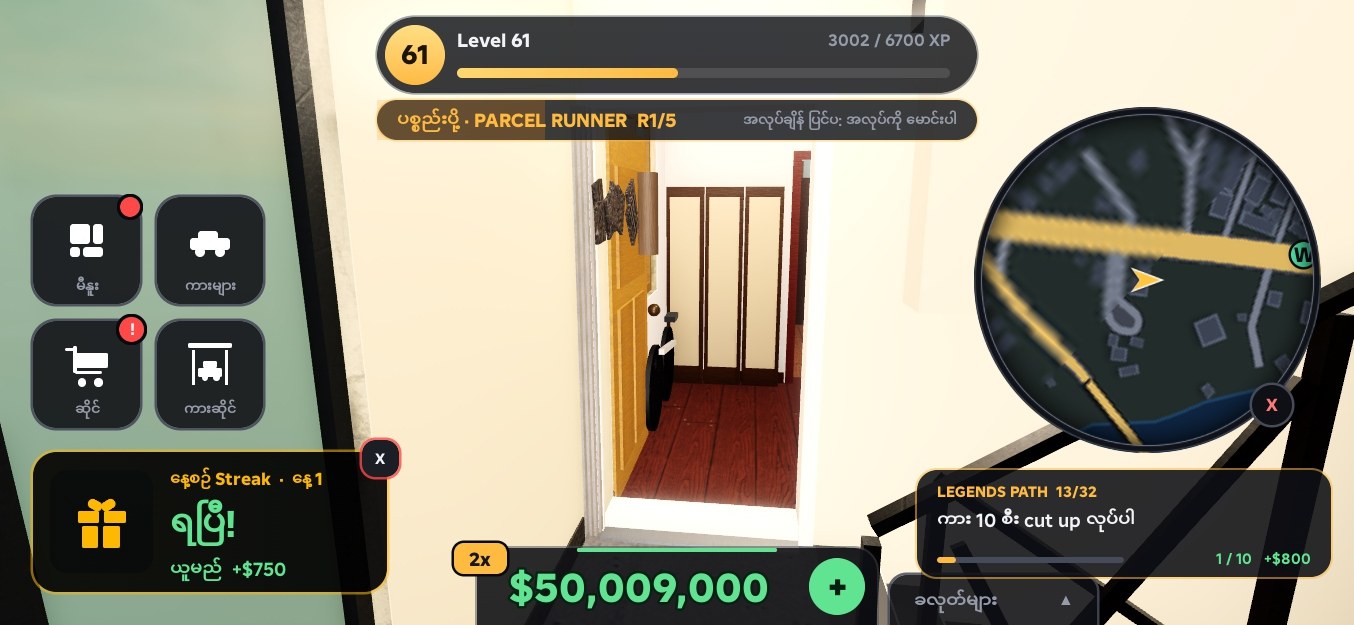 61
Level 61
3002 / 6700 XP
ပစ္စည်းပို့ · PARCEL RUNNER R1/5
အလုပ်ချိန် ပြင်ပ: အလုပ်ကို မောင်းပါ
မီနူး
ကားများ
!
ဆိုင်
ကားဆိုင်
W
X
X
နေ့စဉ် Streak · နေ့ 1
ရပြီ!
ယူမည် +$750
LEGENDS PATH 13/32
ကား 10 စီး cut up လုပ်ပါ
1 / 10 +$800
2x
$50,009,000
+
ခလုတ်များ ▲